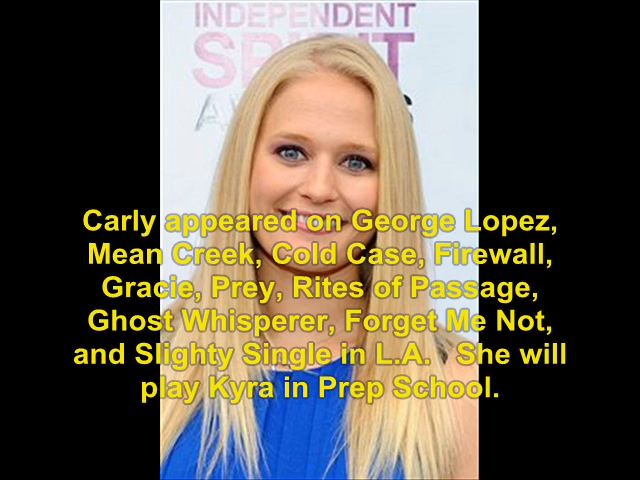 INDEPENDENT
SPIRIT
Carly appeared on George Lopez,
Mean Creek, Cold Case, Firewall,
Gracie, Prey, Rites of Passage,
Ghost Whisperer, Forget Me Not,
and Slighty Single in L.A.  She will
play Kyra in Prep School.